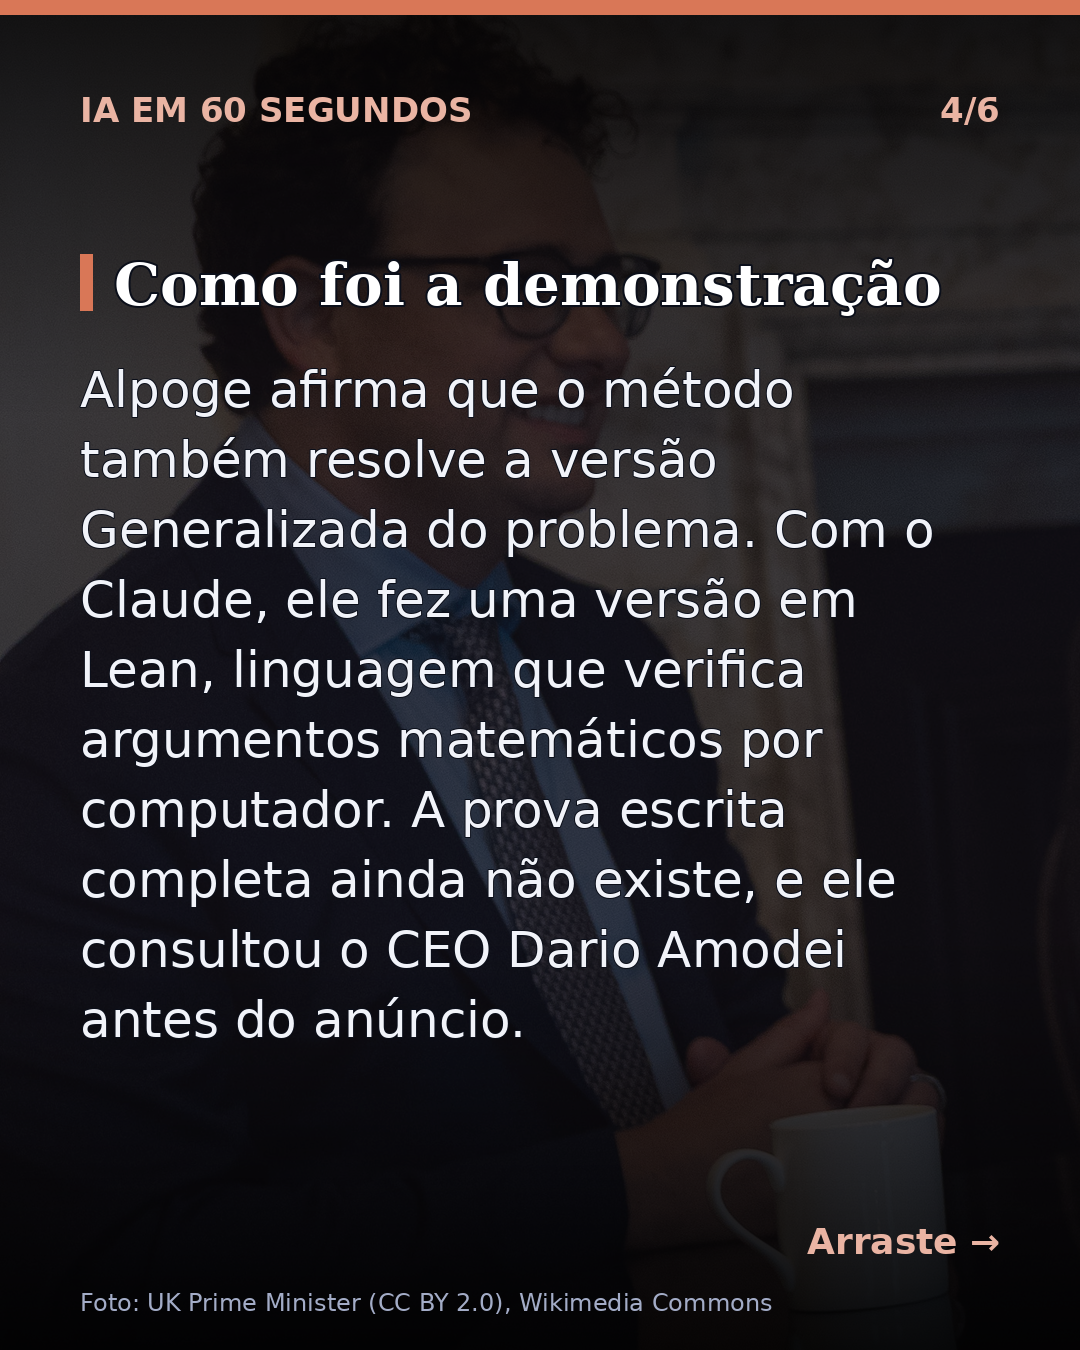 IA EM 60 SEGUNDOS
4/6
Como foi a demonstração
Alpoge afirma que o método
também resolve a versão
Generalizada do problema. Com o
Claude, ele fez uma versão em
Lean, linguagem que verifica
argumentos matemáticos por
computador. A prova escrita
completa ainda não existe, e ele
consultou o CEO Dario Amodei
antes do anúncio.
Arraste →
Foto: UK Prime Minister (CC BY 2.0), Wikimedia Commons